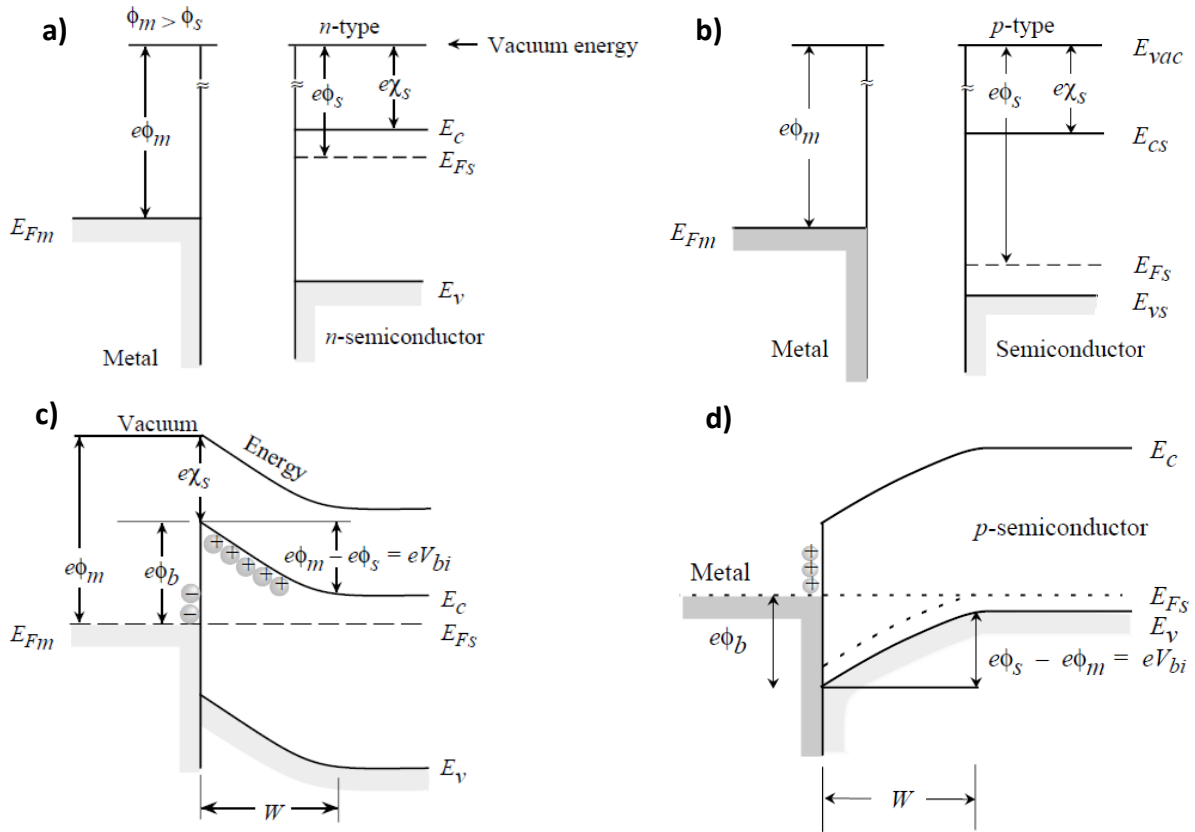 a)
ϕm > ϕs
n-type
Vacuum energy
eϕs
eχs
eϕm
Ec
EFs
EFm
Ev
n-semiconductor
Metal
b)
p-type
Evac
eϕs
eχs
eϕm
Ecs
EFm
EFs
Evs
Metal
Semiconductor
c)
Vacuum
Energy
eχs
eϕm
eϕb
eϕm – eϕs = eVbi
+ + + + +
– –
Ec
EFm
EFs
Ev
W
d)
Ec
p-semiconductor
+ + +
Metal
EFs
Ev
eϕb
eϕs – eϕm = eVbi
W